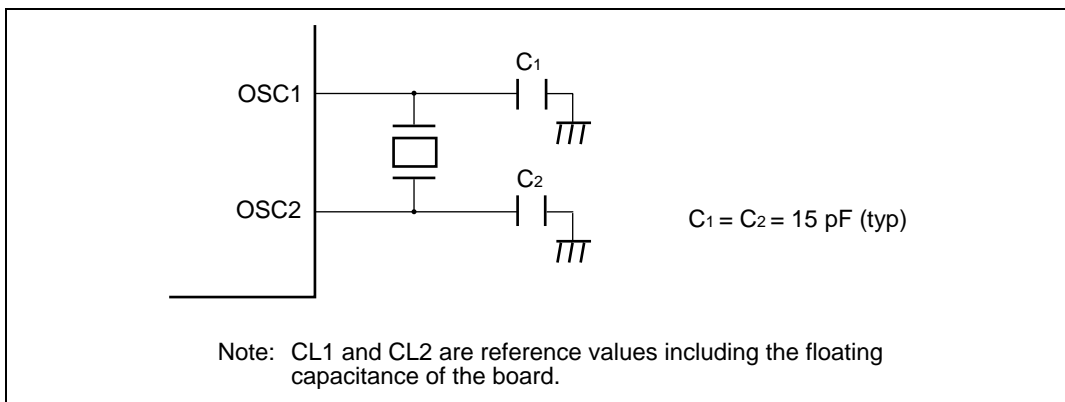 C1
OSC1
C2
OSC2
C1 = C2 = 15 pF (typ)
Note: CL1 and CL2 are reference values including the floating
capacitance of the board.